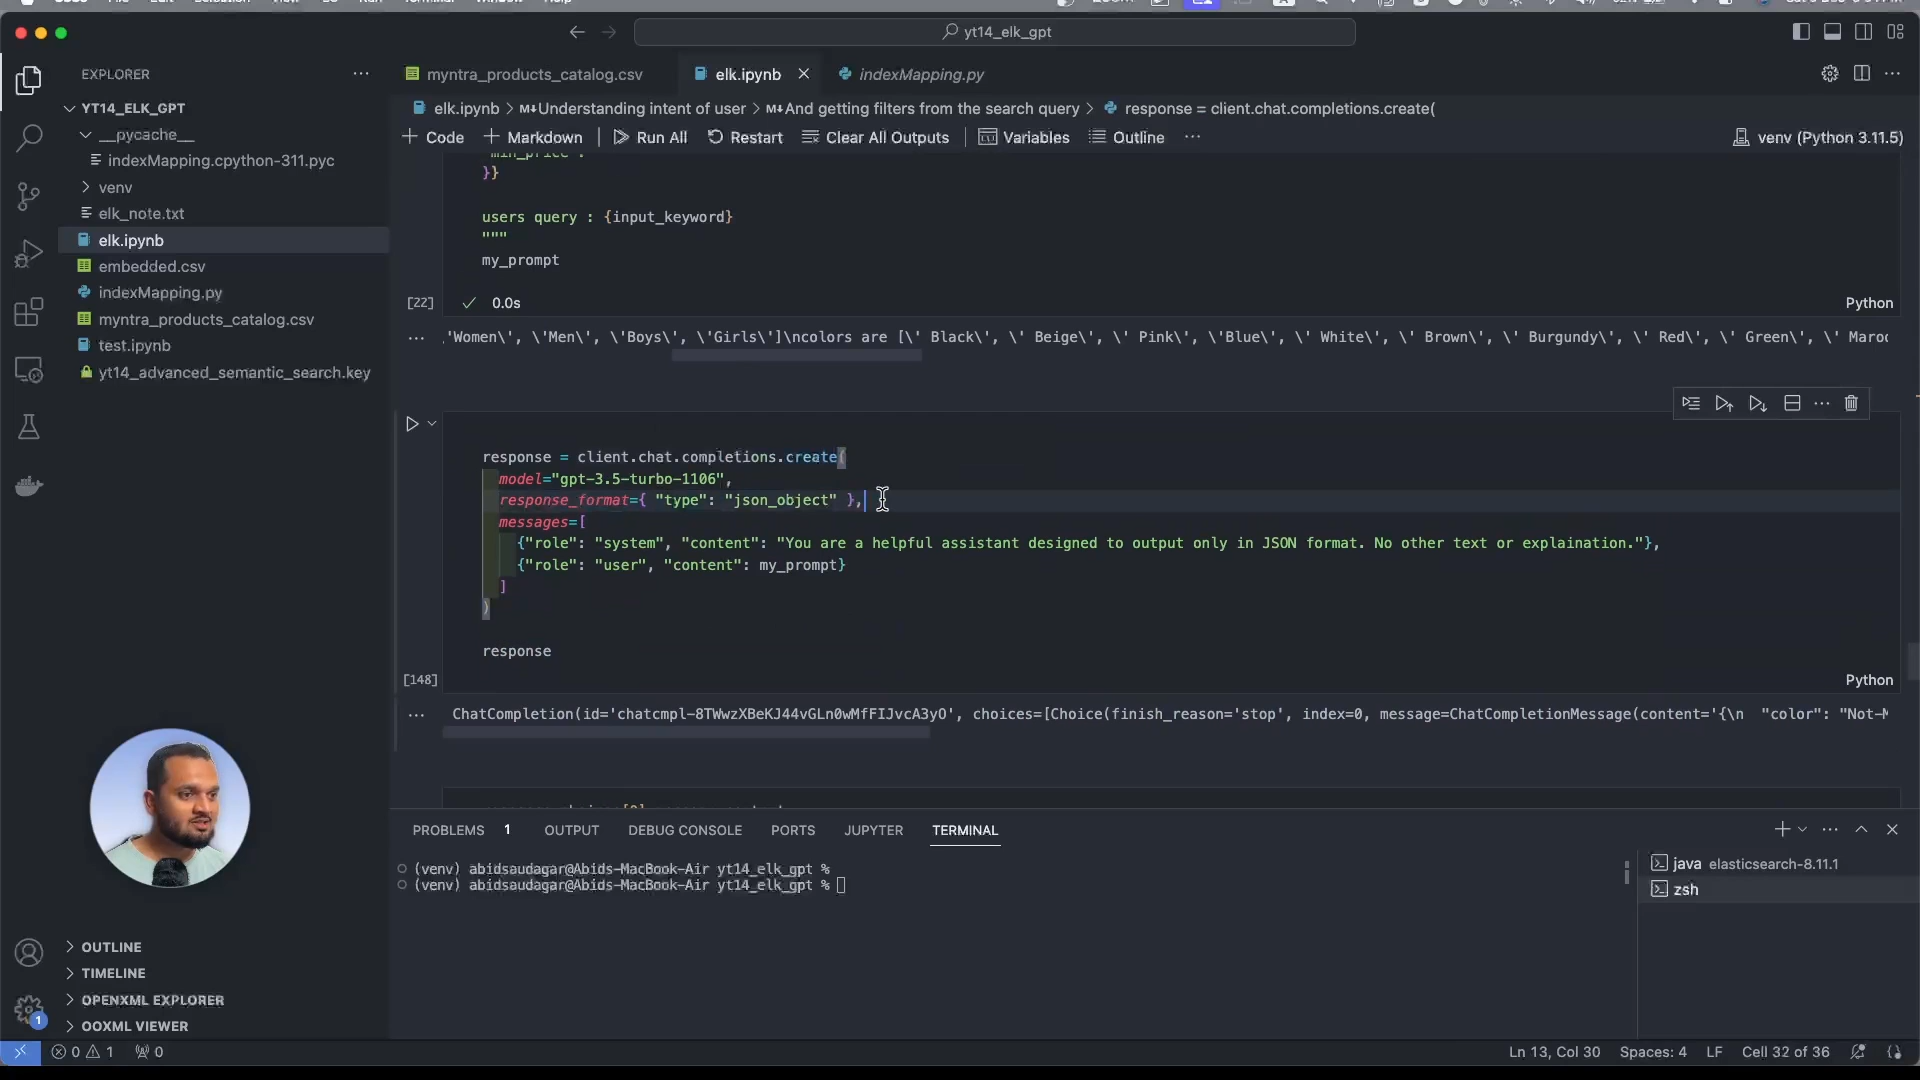 yt14_elk_gpt
EXPLORER
YT14_ELK_GPT
__pycache__
indexMapping.cpython-311.pyc
venv
elk_note.txt
elk.ipynb
embedded.csv
indexMapping.py
myntra_products_catalog.csv
test.ipynb
yt14_advanced_semantic_search.key
OUTLINE
TIMELINE
OPENXML EXPLORER
OOXML VIEWER
myntra_products_catalog.csv
elk.ipynb
indexMapping.py
elk.ipynb > M↓Understanding intent of user > M↓And getting filters from the search query > response = client.chat.completions.create(
+ Code + Markdown Run All Restart Clear All Outputs Variables Outline ...
venv (Python 3.11.5)
"min_price":
}}
users query : {input_keyword}
"""
my_prompt
[22] 0.0s Python
... 'Women\', \'Men\', \'Boys\', \'Girls\']\ncolors are [\' Black\', \' Beige\', \' Pink\', \'Blue\', \' White\', \' Brown\', \' Burgundy\', \' Red\', \' Green\', \' Maroo
response = client.chat.completions.create(
model="gpt-3.5-turbo-1106",
response_format={ "type": "json_object" },
messages=[
{"role": "system", "content": "You are a helpful assistant designed to output only in JSON format. No other text or explaination."},
{"role": "user", "content": my_prompt}
]
)
response
[148] Python
... ChatCompletion(id='chatcmpl-8TWwzXBeKJ44vGLn0wMfFIJvcA3yO', choices=[Choice(finish_reason='stop', index=0, message=ChatCompletionMessage(content='{\n "color": "Not-M
PROBLEMS 1 OUTPUT DEBUG CONSOLE PORTS JUPYTER TERMINAL
(venv) abidsaudagar@Abids-MacBook-Air yt14_elk_gpt %
(venv) abidsaudagar@Abids-MacBook-Air yt14_elk_gpt %
java elasticsearch-8.11.1
zsh
1
0 1 0
Ln 13, Col 30 Spaces: 4 LF Cell 32 of 36